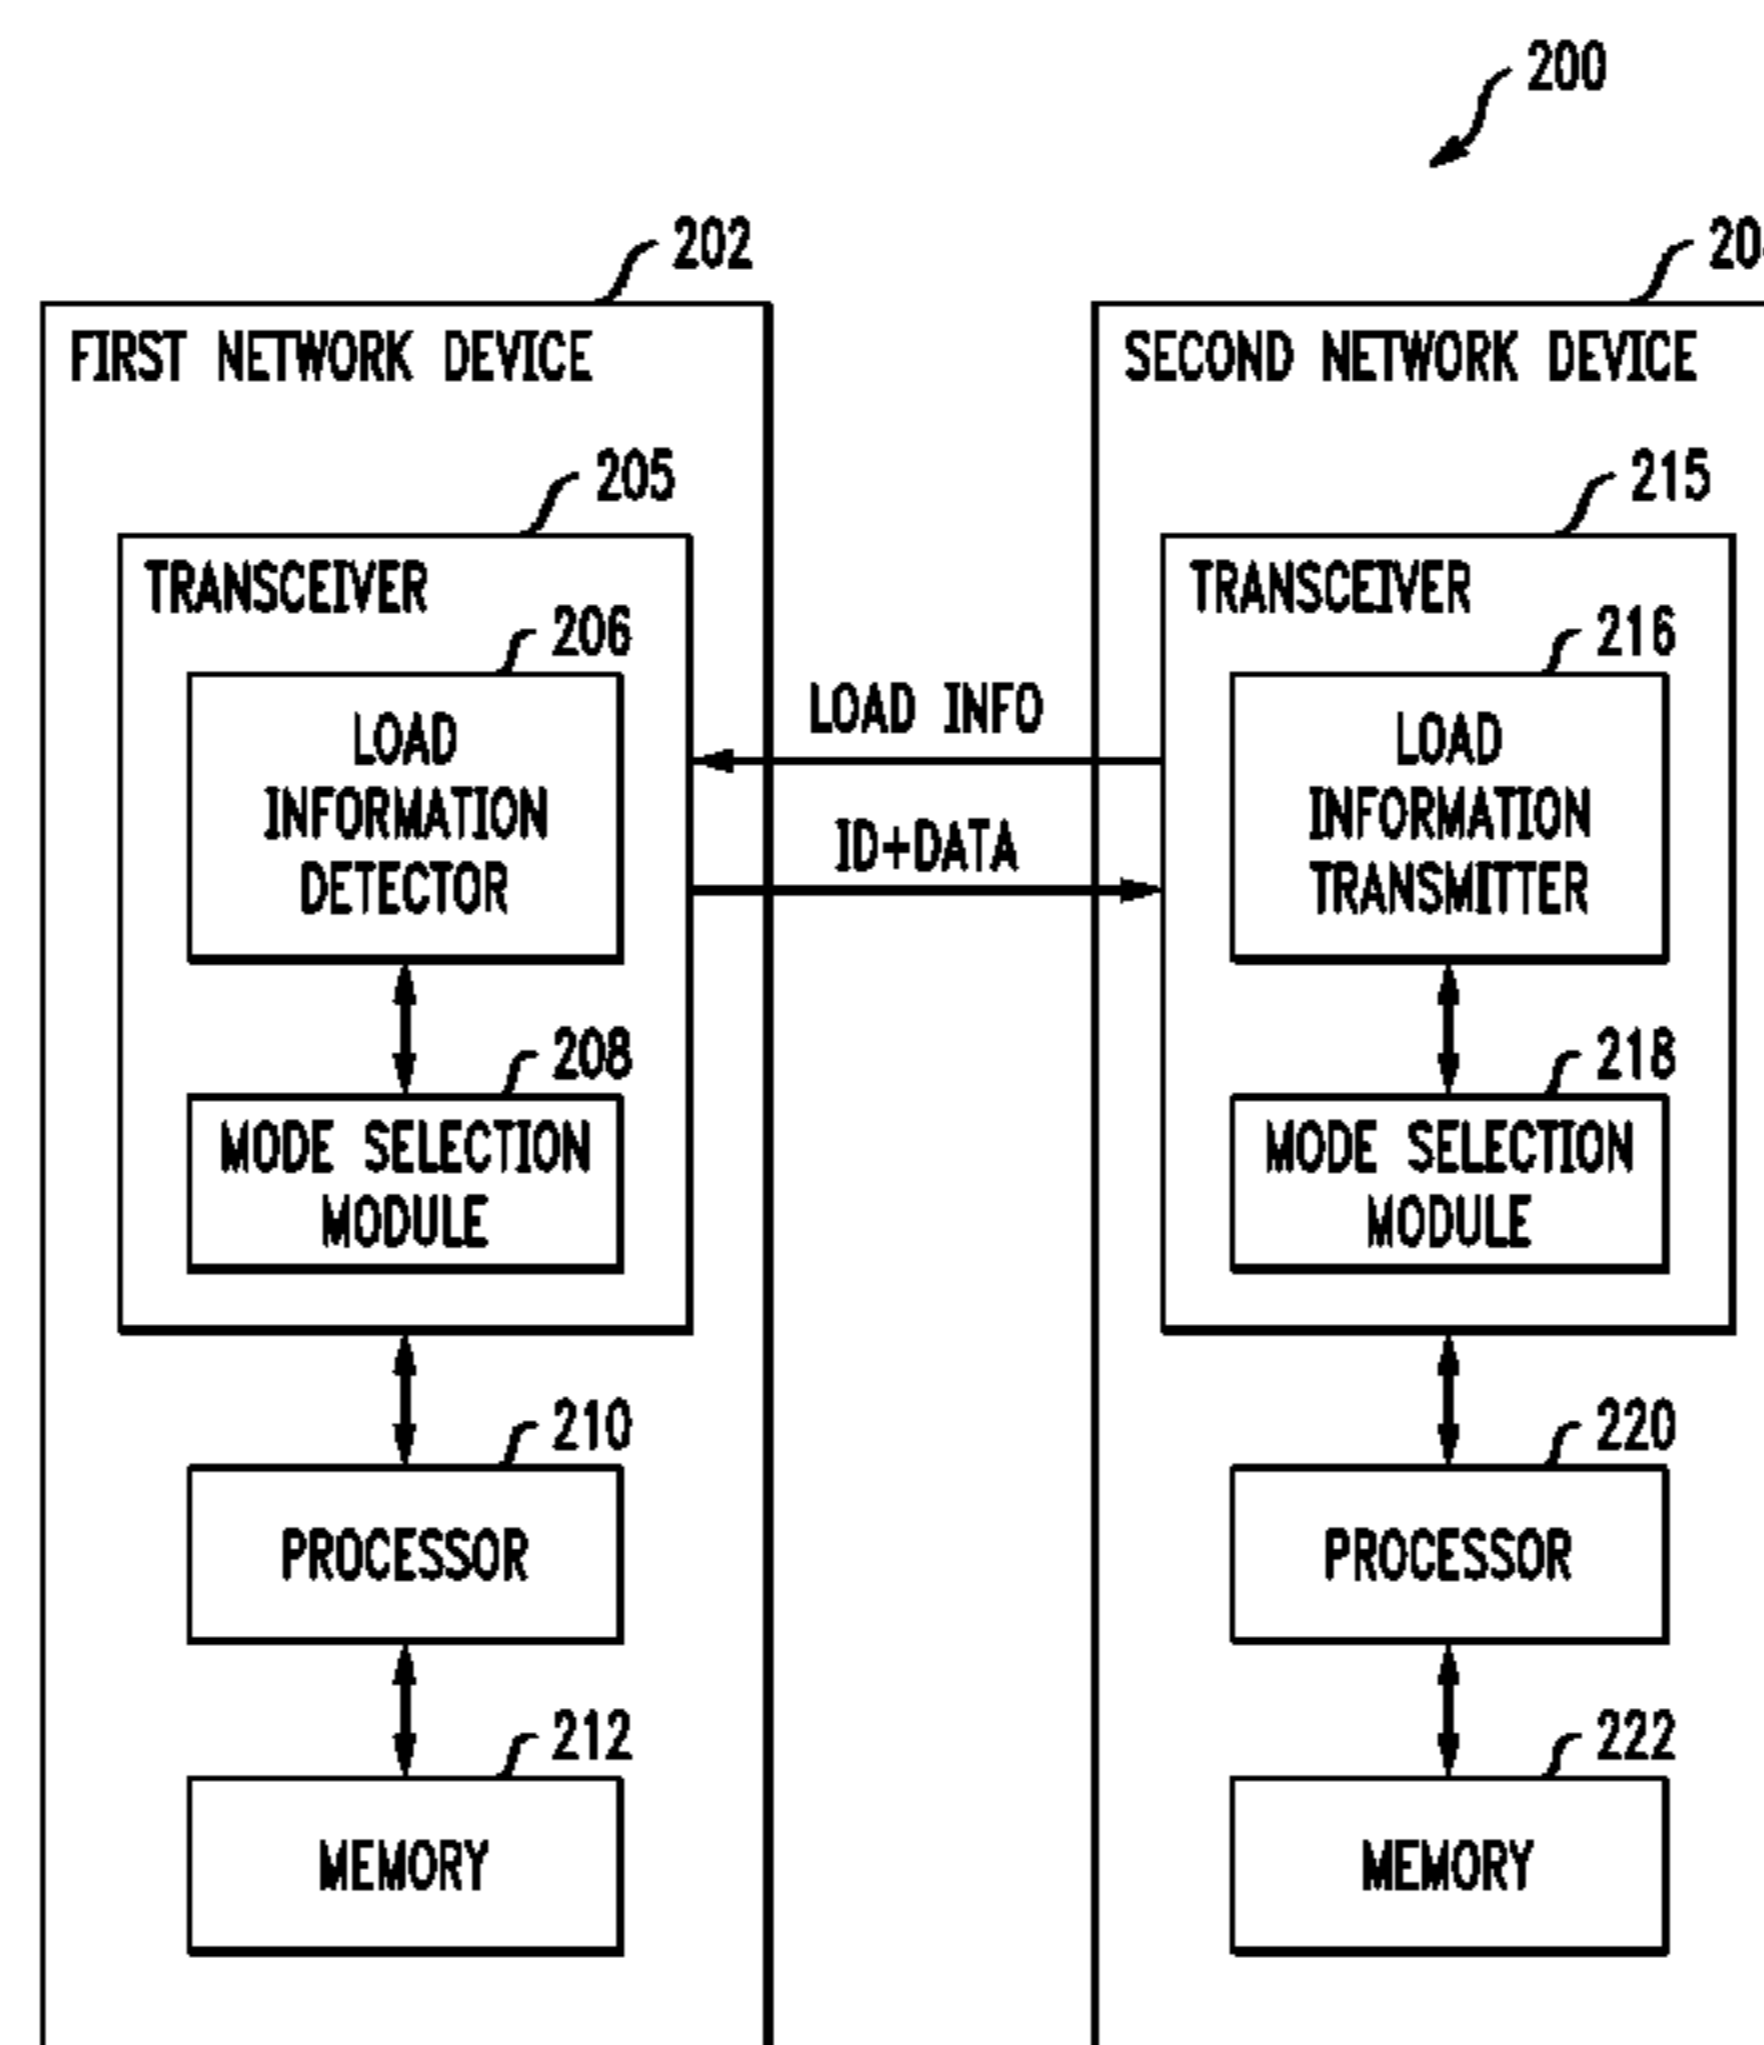 200
202
FIRST NETWORK DEVICE
205
TRANSCEIVER
206
LOAD
INFORMATION
DETECTOR
208
MODE SELECTION
MODULE
210
PROCESSOR
212
MEMORY
LOAD INFO
ID+DATA
SECOND NETWORK DEVICE
215
TRANSCEIVER
216
LOAD
INFORMATION
TRANSMITTER
218
MODE SELECTION
MODULE
220
PROCESSOR
222
MEMORY